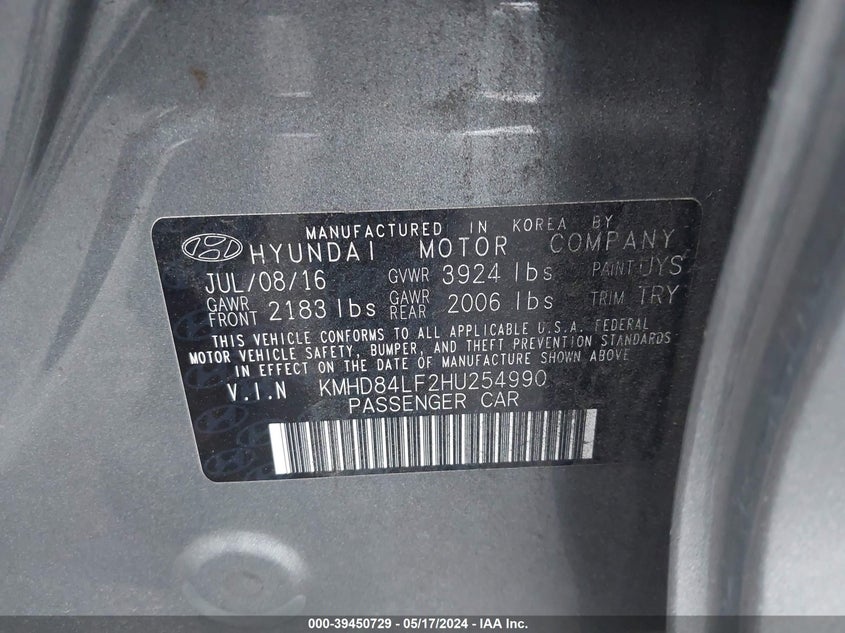 MANUFACTURED IN KOREA BY
HYUNDAI MOTOR COMPANY
JUL/08/16 GVWR 3924 lbs PAINT UYS
GAWR FRONT 2183 lbs GAWR REAR 2006 lbs TRIM TRY
THIS VEHICLE CONFORMS TO ALL APPLICABLE U.S.A. FEDERAL
MOTOR VEHICLE SAFETY, BUMPER, AND THEFT PREVENTION STANDARDS
IN EFFECT ON THE DATE OF MANUFACTURE SHOWN ABOVE
V.I.N KMHD84LF2HU254990
PASSENGER CAR
000-39450729 - 05/17/2024 - IAA Inc.